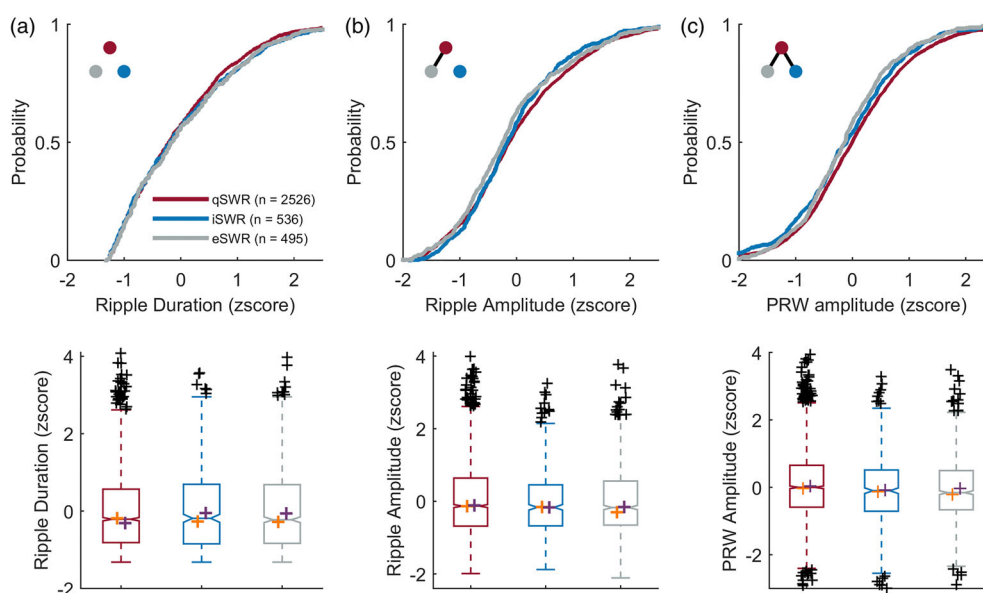 (a)
(b)
(c)
1
0.5
0
Probability
qSWR (n = 2526)
iSWR (n = 536)
eSWR (n = 495)
-2
-1
0
1
2
Ripple Duration (zscore)
1
0.5
0
Probability
-2
-1
0
1
2
Ripple Amplitude (zscore)
1
0.5
0
Probability
-2
-1
0
1
2
PRW amplitude (zscore)
4
2
0
-2
Ripple Duration (zscore)
4
2
0
-2
Ripple Amplitude (zscore)
4
2
0
-2
PRW Amplitude (zscore)